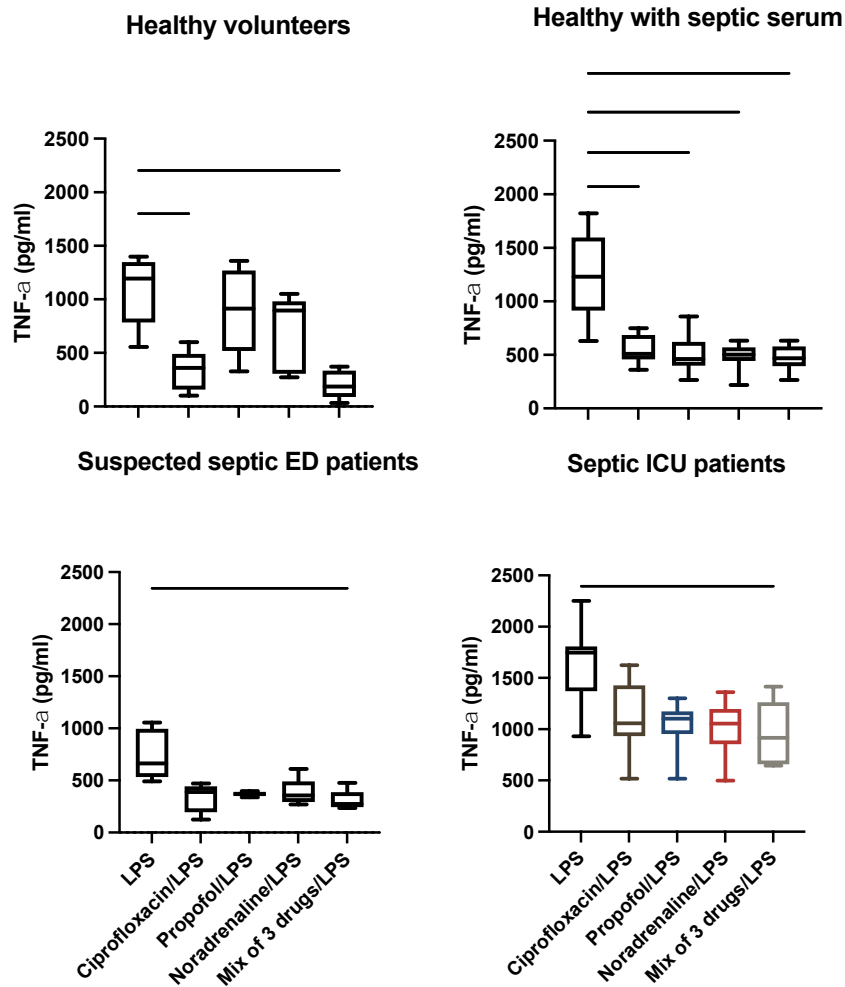 Healthy volunteers
2500
2000
1500
1000
500
0
TNF-a (pg/ml)
Healthy with septic serum
2500
2000
1500
1000
500
0
TNF-a (pg/ml)
Suspected septic ED patients
2500
2000
1500
1000
500
0
TNF-a (pg/ml)
LPS
Ciprofloxacin/LPS
Propofol/LPS
Noradrenaline/LPS
Mix of 3 drugs/LPS
Septic ICU patients
2500
2000
1500
1000
500
0
TNF-a (pg/ml)
LPS
Ciprofloxacin/LPS
Propofol/LPS
Noradrenaline/LPS
Mix of 3 drugs/LPS